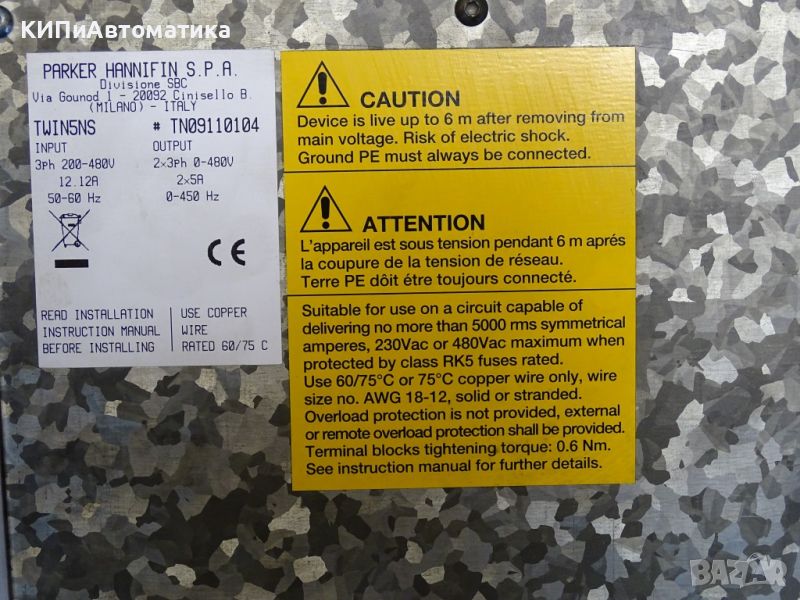 КИПиАвтоматика
PARKER HANNIFIN S.P.A.
Divisione SBC
Via Gounod 1 - 20092 Cinisello B.
(MILANO) - ITALY
TWIN5NS # TN09110104
INPUT OUTPUT
3Ph 200-480V 2x3Ph 0-480V
12.12A 2x5A
50-60 Hz 0-450 Hz
CE
READ INSTALLATION
INSTRUCTION MANUAL
BEFORE INSTALLING
USE COPPER
WIRE
RATED 60/75 C
CAUTION
Device is live up to 6 m after removing from
main voltage. Risk of electric shock.
Ground PE must always be connected.
ATTENTION
L'appareil est sous tension pendant 6 m aprés
la coupure de la tension de réseau.
Terre PE dôit étre toujours connecté.
Suitable for use on a circuit capable of
delivering no more than 5000 rms symmetrical
amperes, 230Vac or 480Vac maximum when
protected by class RK5 fuses rated.
Use 60/75°C or 75°C copper wire only, wire
size no. AWG 18-12, solid or stranded.
Overload protection is not provided, external
or remote overload protection shall be provided.
Terminal blocks tightening torque: 0.6 Nm.
See instruction manual for further details.
BAZAR